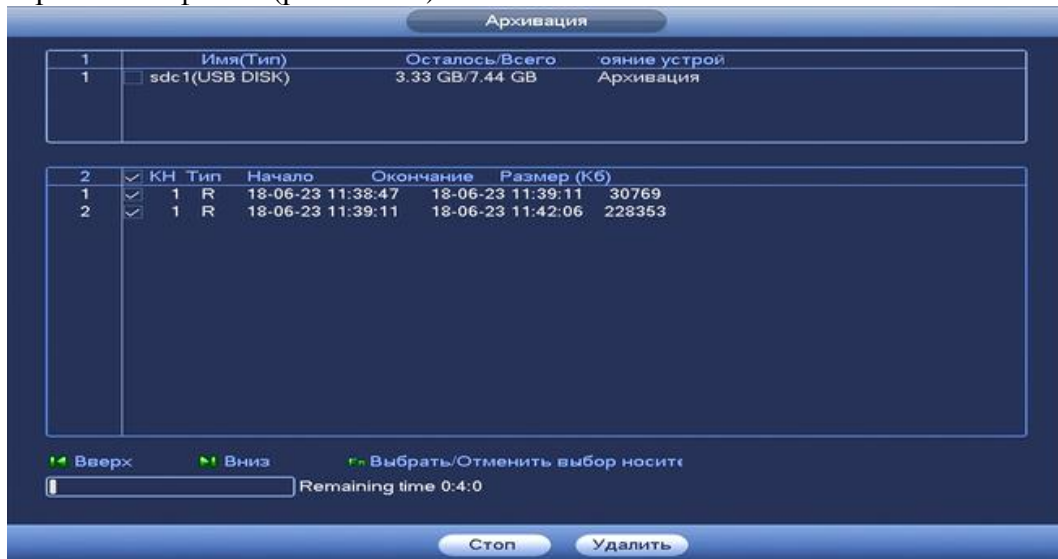 Архивация
1 Имя(Тип) Осталось/Всего ояние устрой
1 sdc1(USB DISK) 3.33 GB/7.44 GB Архивация
2 КН Тип Начало Окончание Размер (Кб)
1 1 R 18-06-23 11:38:47 18-06-23 11:39:11 30769
2 1 R 18-06-23 11:39:11 18-06-23 11:42:06 228353
Вверх Вниз Fn Выбрать/Отменить выбор носите
Remaining time 0:4:0
Стоп Удалить